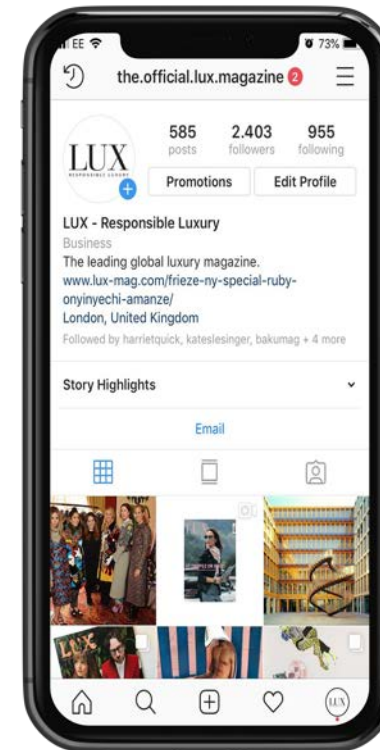 EE 73%
the.official.lux.magazine 2
LUX
RESPONSIBLE LUXURY
585 2.403 955
posts followers following
Promotions Edit Profile
LUX - Responsible Luxury
Business
The leading global luxury magazine.
www.lux-mag.com/frieze-ny-special-ruby-
onyinyechi-amanze/
London, United Kingdom
Followed by harrietquick, kateslesinger, bakumag + 4 more
Story Highlights
Email
LUX
LUX